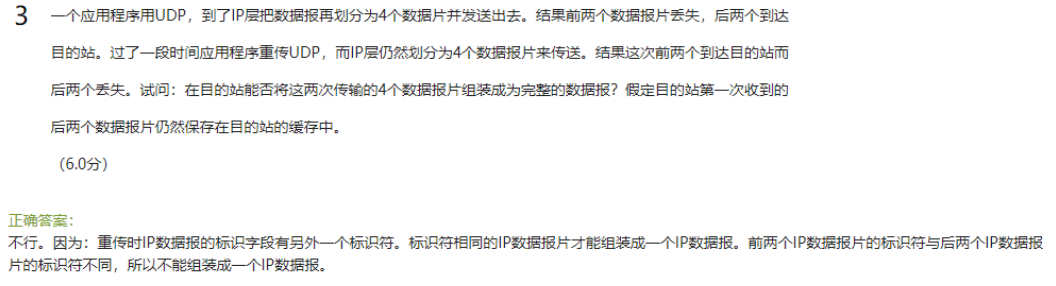 3 一个应用程序用UDP，到了IP层把数据报再划分为4个数据片并发送出去。结果前两个数据报片丢失，后两个到达
目的站。过了一段时间应用程序重传UDP，而IP层仍然划分为4个数据报片来传送。结果这次前两个到达目的站而
后两个丢失。试问：在目的站能否将这两次传输的4个数据报片组装成为完整的数据报？假定目的站第一次收到的
后两个数据报片仍然保存在目的站的缓存中。
（6.0分）
正确答案：
不行。因为：重传时IP数据报的标识字段有另外一个标识符。标识符相同的IP数据报片才能组装成一个IP数据报。前两个IP数据报片的标识符与后两个IP数据报
片的标识符不同，所以不能组装成一个IP数据报。